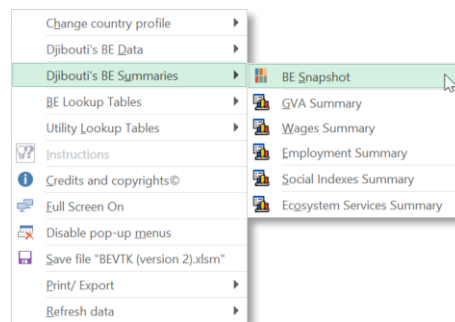 Change country profile
Djibouti's BE Data
Djibouti's BE Summaries
BE Lookup Tables
Utility Lookup Tables
Instructions
Credits and copyrights©
Full Screen On
Disable pop-up menus
Save file "BEVTK (version 2).xlsm"
Print/ Export
Refresh data
BE Snapshot
GVA Summary
Wages Summary
Employment Summary
Social Indexes Summary
Ecosystem Services Summary